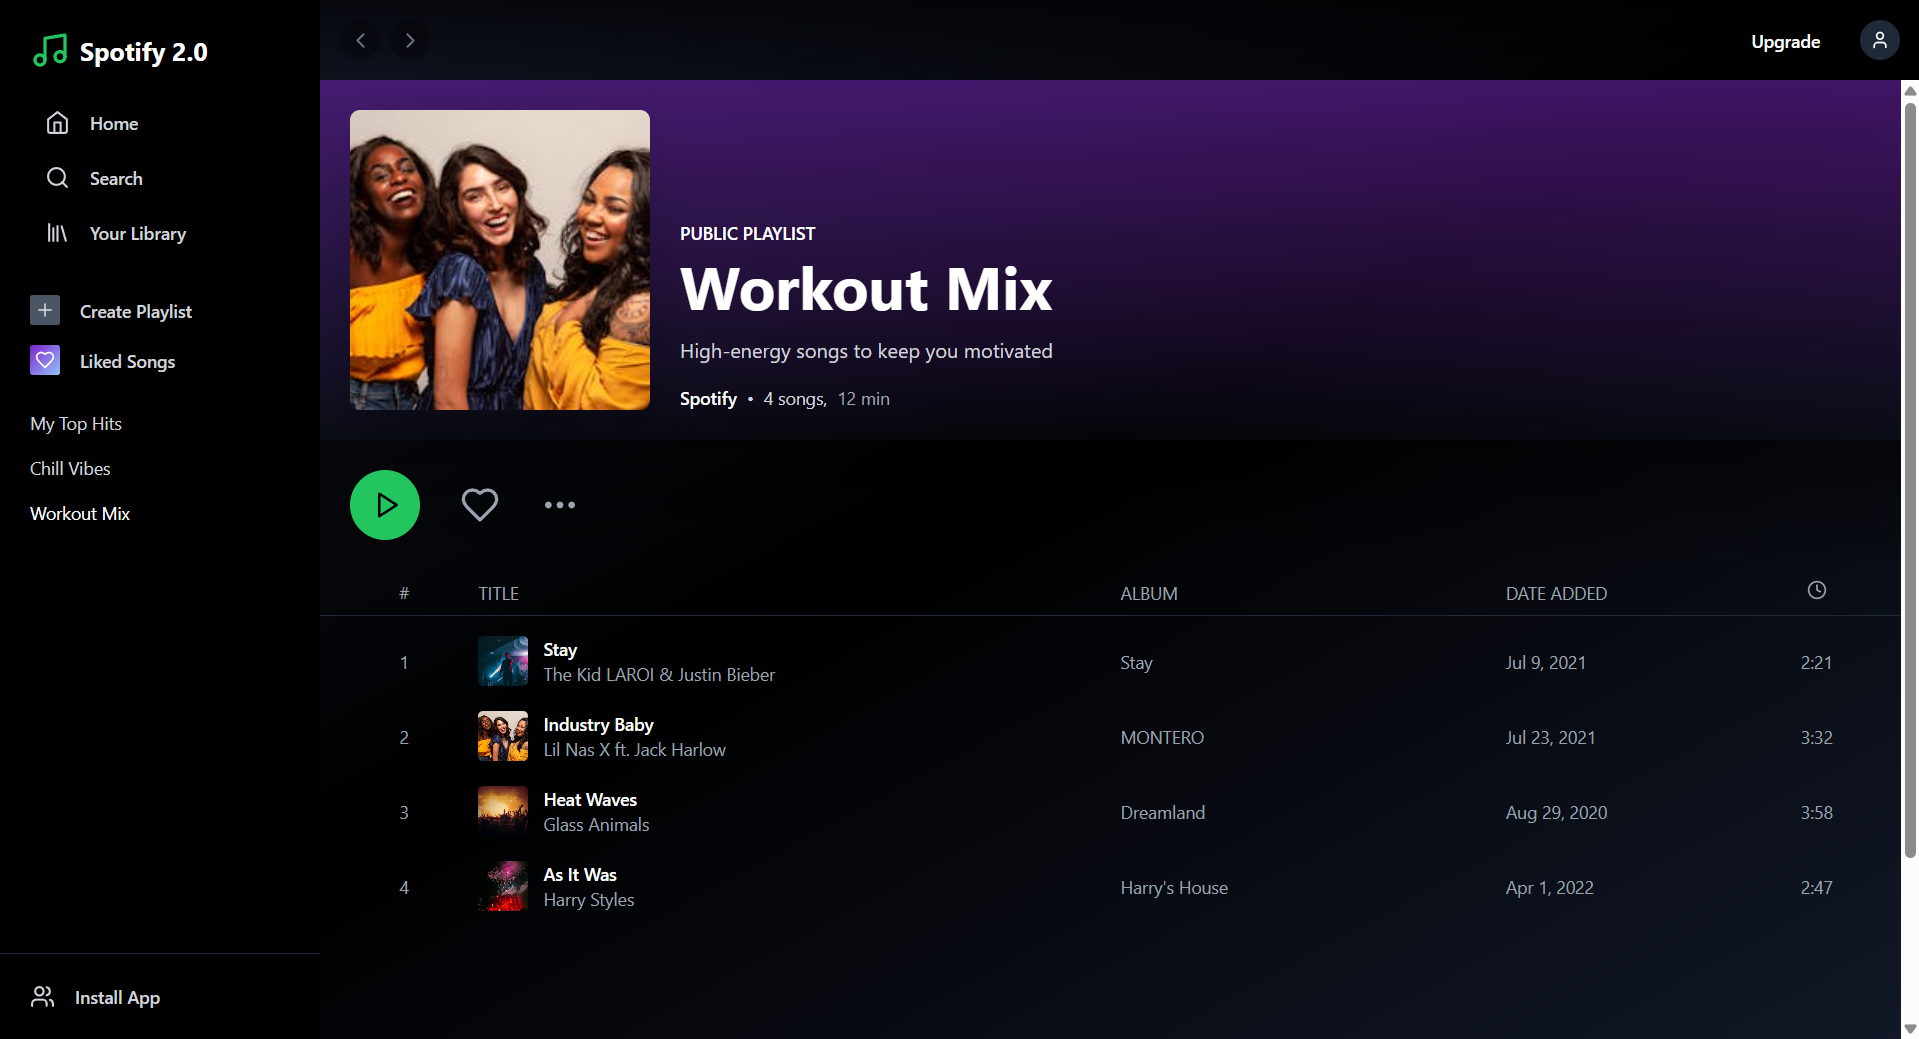 Spotify 2.0
Home
Search
Your Library
Create Playlist
Liked Songs
My Top Hits
Chill Vibes
Workout Mix
Install App
Upgrade
PUBLIC PLAYLIST
Workout Mix
High-energy songs to keep you motivated
Spotify • 4 songs, 12 min
# TITLE ALBUM DATE ADDED
1 Stay Stay Jul 9, 2021 2:21
The Kid LAROI & Justin Bieber
2 Industry Baby MONTERO Jul 23, 2021 3:32
Lil Nas X ft. Jack Harlow
3 Heat Waves Dreamland Aug 29, 2020 3:58
Glass Animals
4 As It Was Harry's House Apr 1, 2022 2:47
Harry Styles